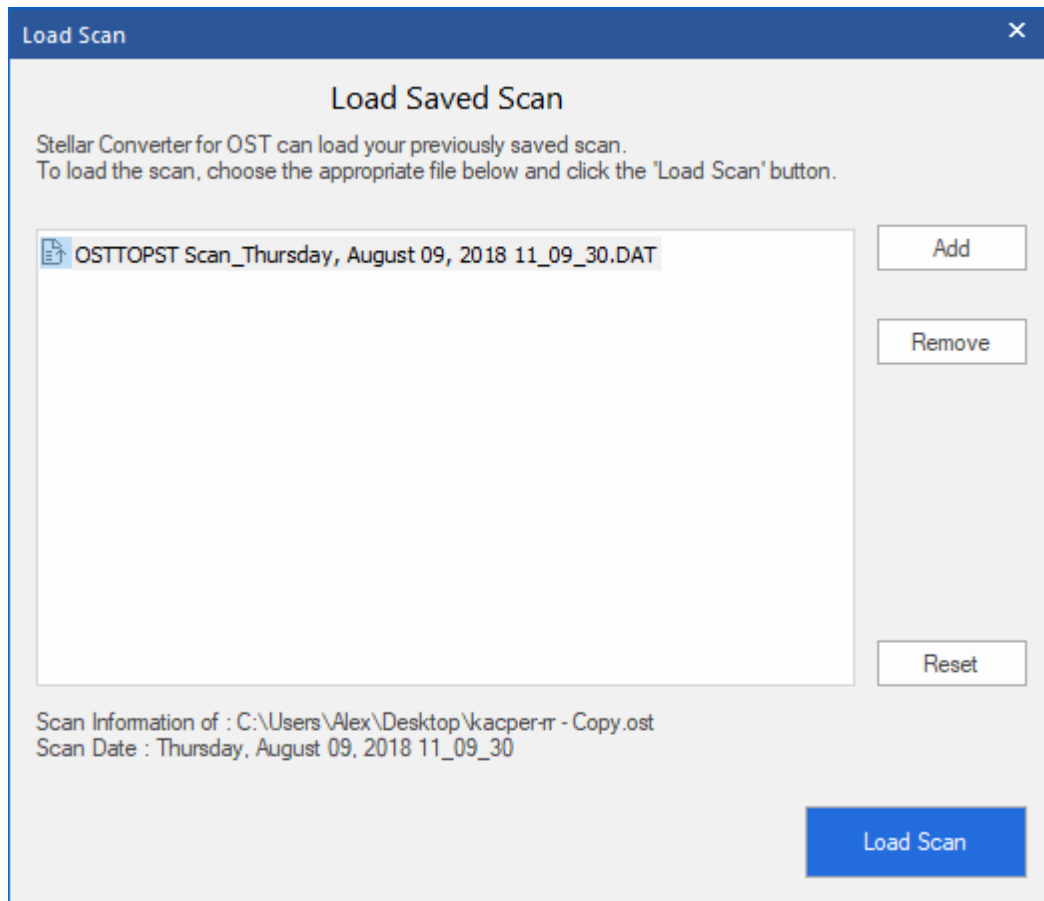 Load Scan
Load Saved Scan
Stellar Converter for OST can load your previously saved scan.
To load the scan, choose the appropriate file below and click the 'Load Scan' button.
OSTTOPST Scan_Thursday, August 09, 2018 11_09_30.DAT
Add
Remove
Reset
Scan Information of : C:\Users\Alex\Desktop\kacper-rr - Copy.ost
Scan Date : Thursday, August 09, 2018 11_09_30
Load Scan